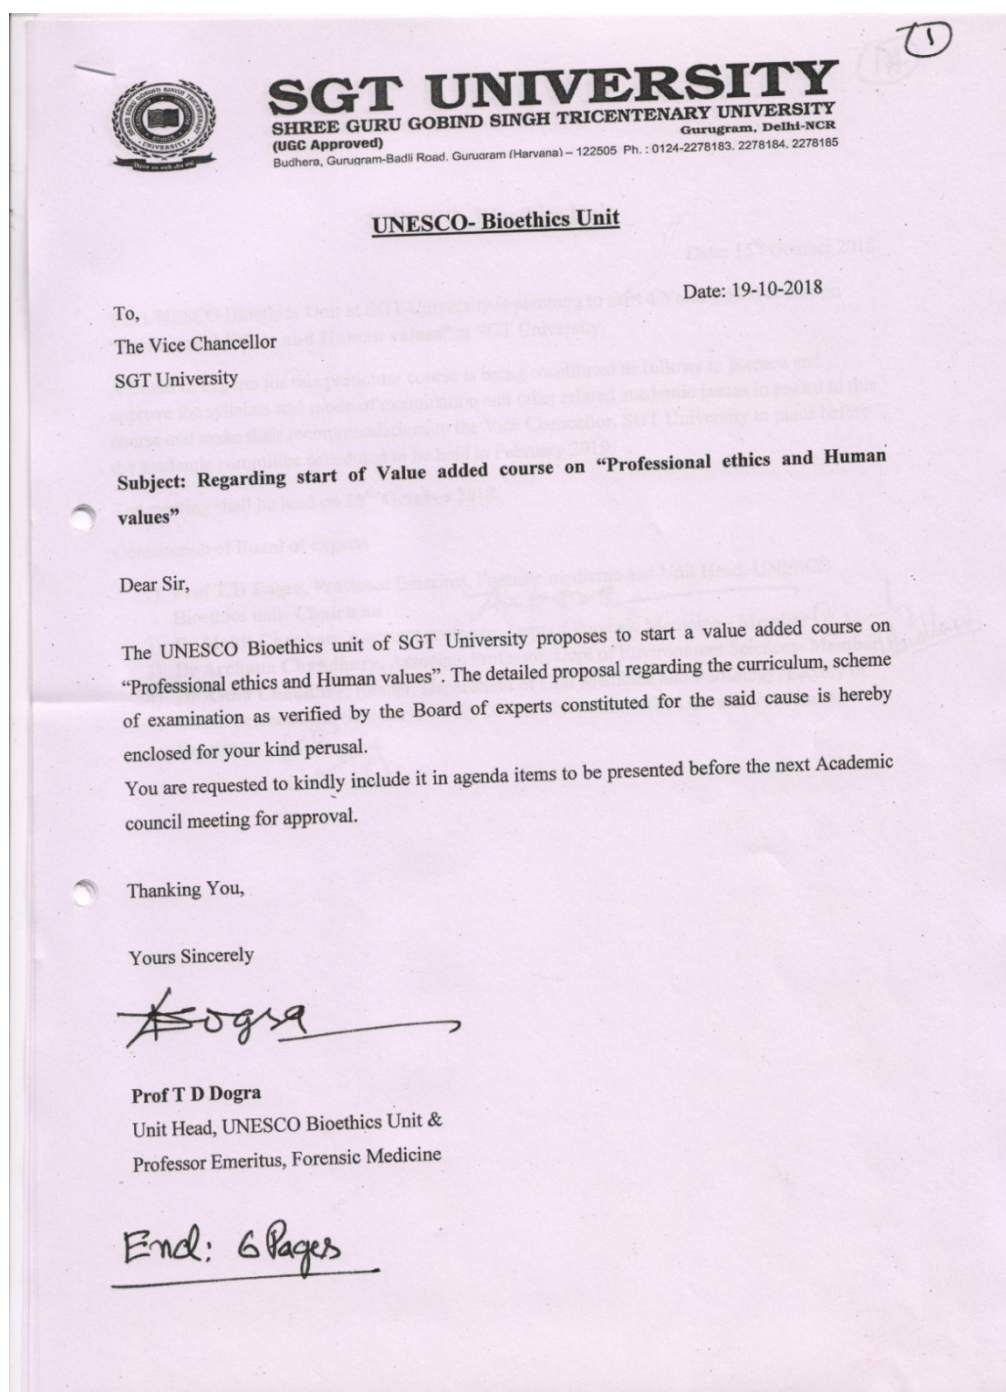 1
SGT UNIVERSITY
SHREE GURU GOBIND SINGH TRICENTENARY UNIVERSITY
(UGC Approved) Gurugram, Delhi-NCR
Budhera, Gurugram-Badli Road, Gurugram (Haryana) – 122505 Ph. : 0124-2278183, 2278184, 2278185
UNESCO- Bioethics Unit
Date: 15th October 2018
Date: 19-10-2018
To,
The Vice Chancellor
SGT University
Subject: Regarding start of Value added course on “Professional ethics and Human
values”
Dear Sir,
The UNESCO Bioethics unit of SGT University proposes to start a value added course on
“Professional ethics and Human values”. The detailed proposal regarding the curriculum, scheme
of examination as verified by the Board of experts constituted for the said cause is hereby
enclosed for your kind perusal.
You are requested to kindly include it in agenda items to be presented before the next Academic
council meeting for approval.
Thanking You,
Yours Sincerely
Dogra
Prof T D Dogra
Unit Head, UNESCO Bioethics Unit &
Professor Emeritus, Forensic Medicine
Encl: 6 Pages